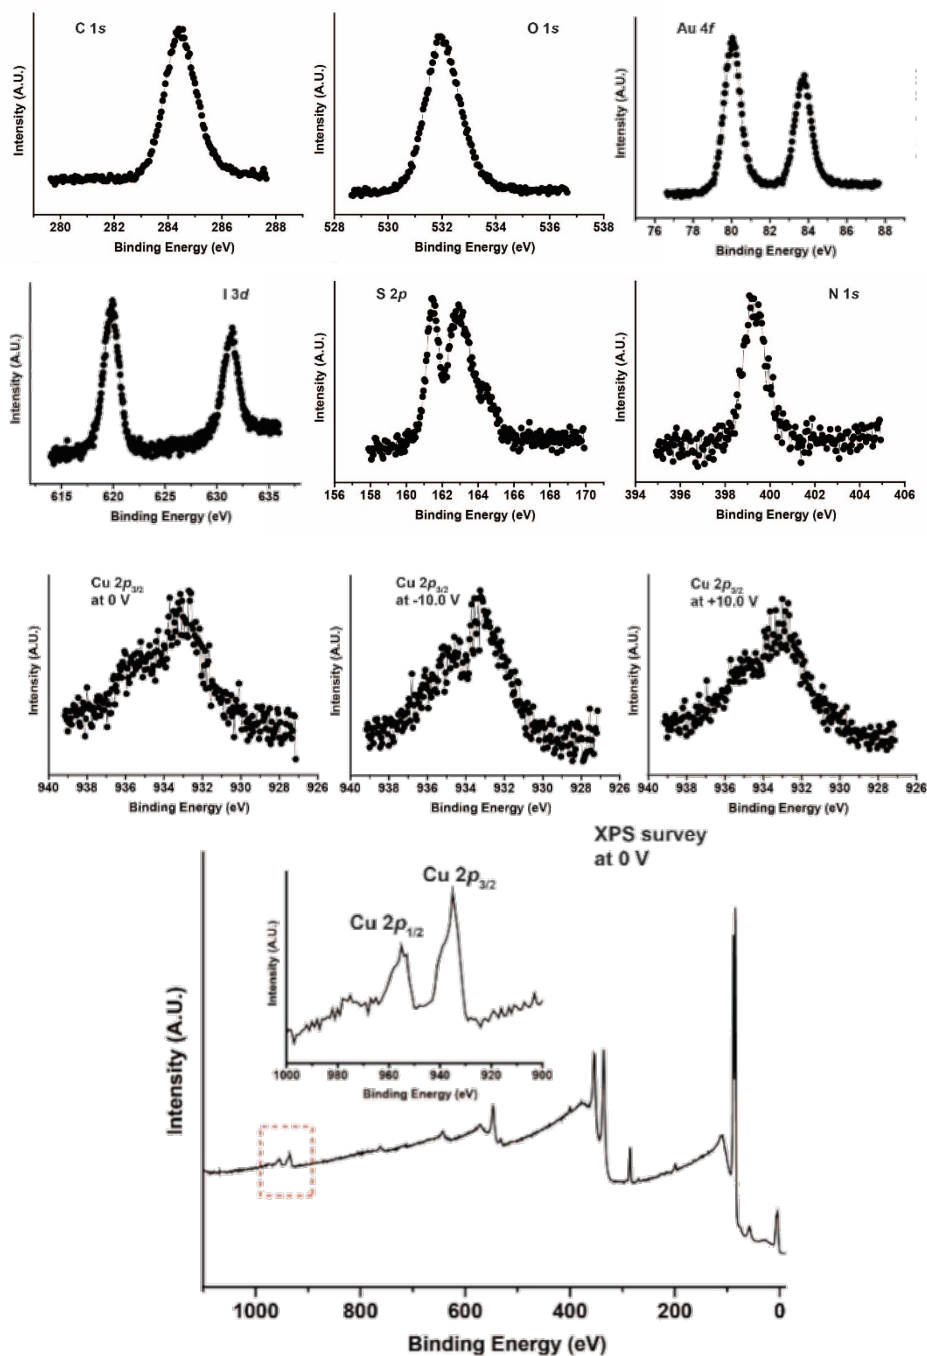 C 1s
O 1s
Au 4f
Intensity (A.U.)
Intensity (A.U.)
Intensity (A.U.)
280 282 284 286 288
528 530 532 534 536 538
76 78 80 82 84 86 88
Binding Energy (eV)
Binding Energy (eV)
Binding Energy (eV)
I 3d
S 2p
N 1s
Intensity (A.U.)
Intensity (A.U.)
Intensity (A.U.)
615 620 625 630 635
156 158 160 162 164 166 168 170
394 396 398 400 402 404 406
Binding Energy (eV)
Binding Energy (eV)
Binding Energy (eV)
Cu 2p3/2
at 0 V
Cu 2p3/2
at -10.0 V
Cu 2p3/2
at +10.0 V
Intensity (A.U.)
Intensity (A.U.)
Intensity (A.U.)
940 938 936 934 932 930 928 926
940 938 936 934 932 930 928 926
940 938 936 934 932 930 928 926
Binding Energy (eV)
Binding Energy (eV)
Binding Energy (eV)
XPS survey
at 0 V
Cu 2p3/2
Cu 2p1/2
Intensity (A.U.)
1000 980 960 940 920 900
Binding Energy (eV)
Intensity (A.U.)
1000 800 600 400 200 0
Binding Energy (eV)